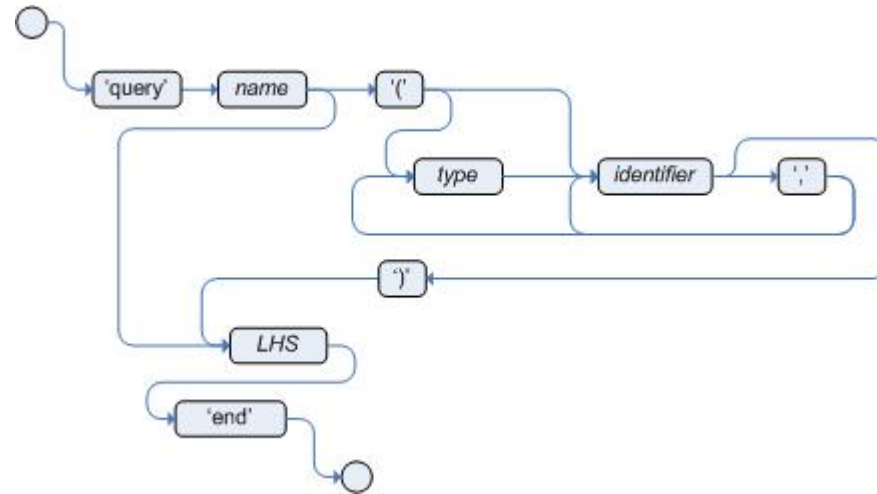 ‘query’ name ‘(’
type identifier ‘,’
‘)’
LHS
‘end’